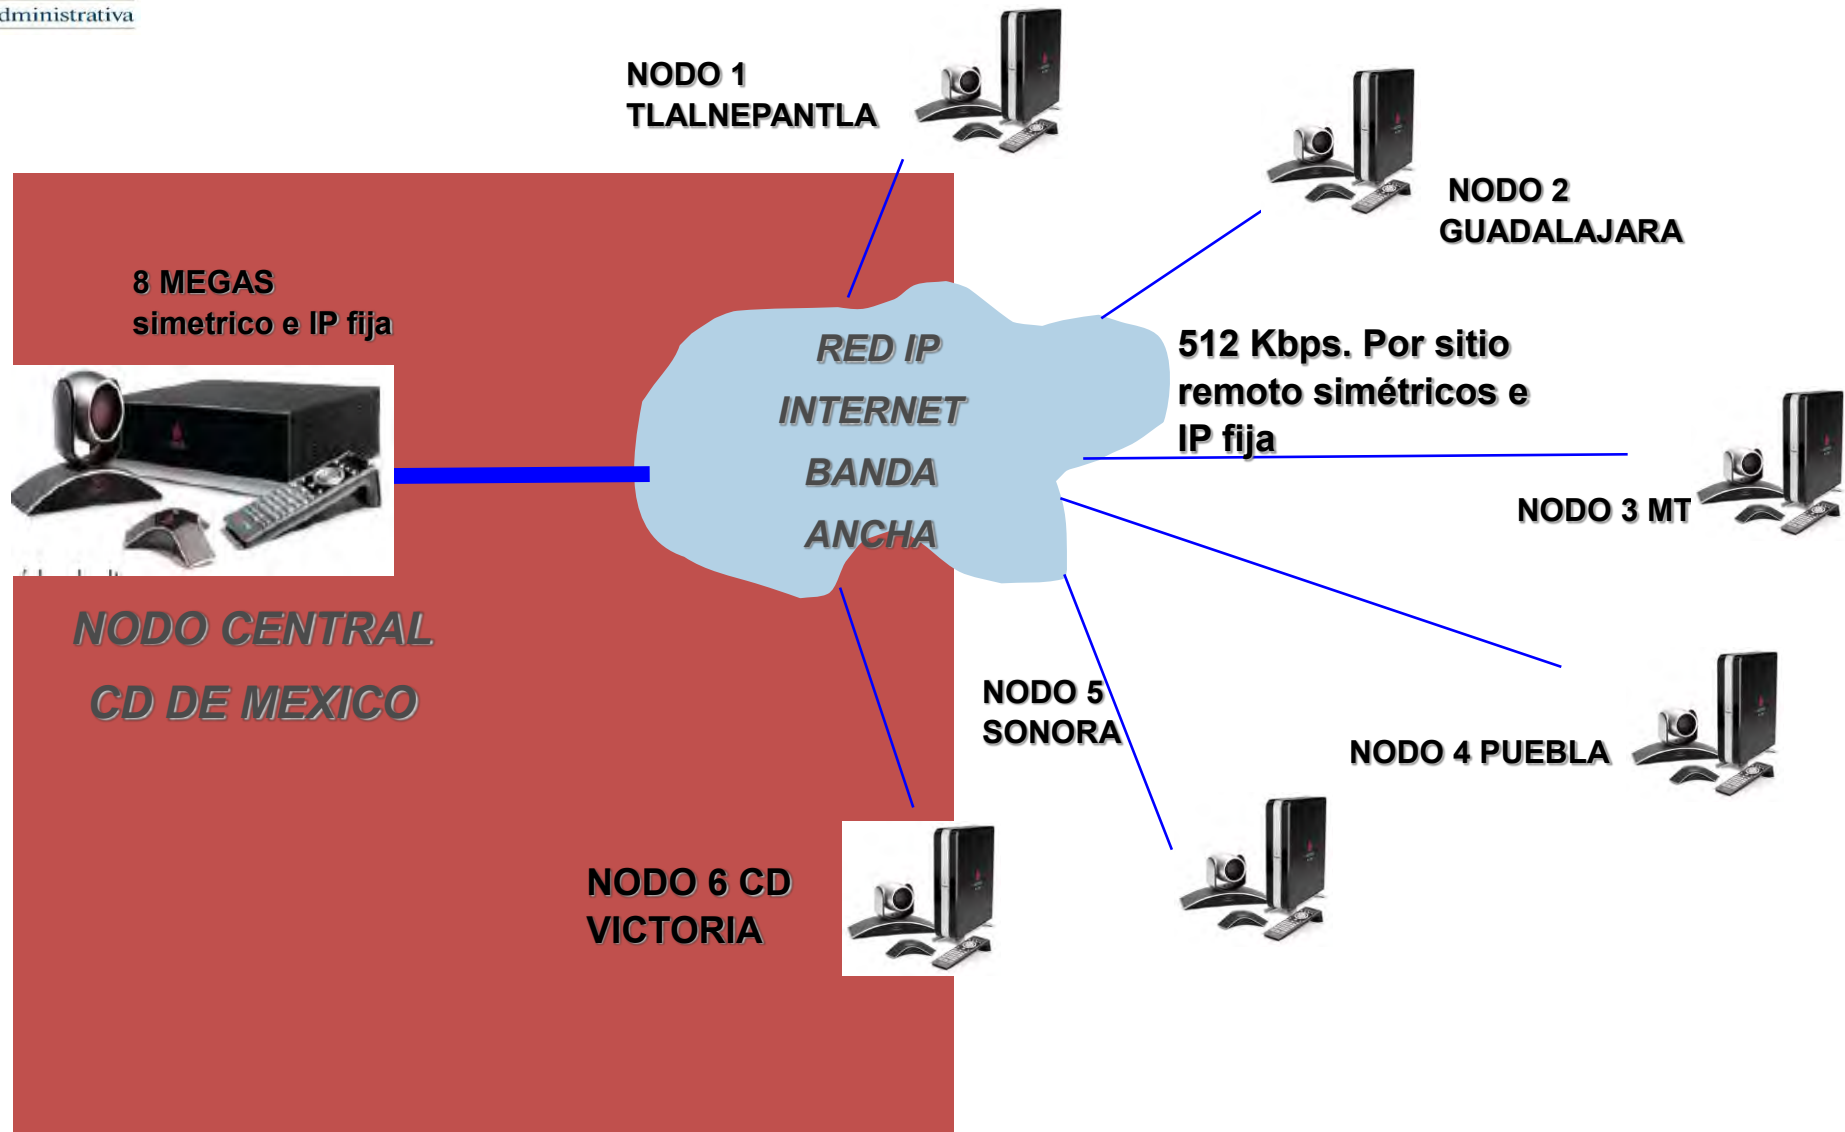 NODO 1
TLALNEPANTLA
NODO 2
GUADALAJARA
8 MEGAS
simetrico e IP fija
RED IP
INTERNET
BANDA
ANCHA
512 Kbps. Por sitio
remoto simétricos e
IP fija
NODO 3 MT
NODO CENTRAL
CD DE MEXICO
NODO 5
SONORA
NODO 4 PUEBLA
NODO 6 CD
VICTORIA